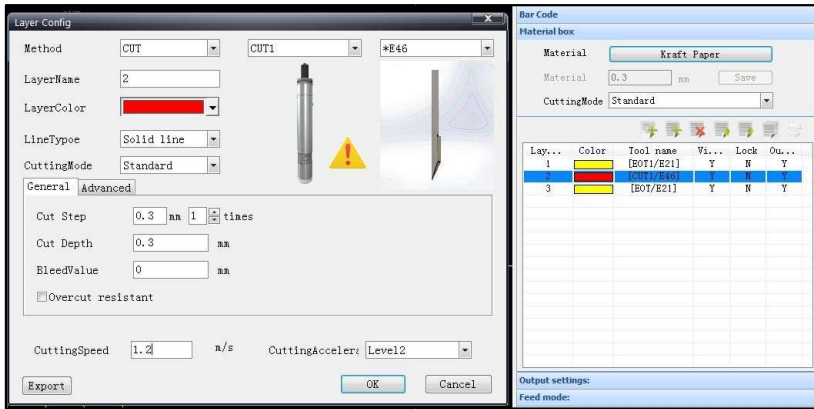 Layer Config
Method CUT CUT1 *E46
LayerName 2
LayerColor
LineTypoe Solid line
CuttingMode Standard
General Advanced
Cut Step 0.3 mm 1 times
Cut Depth 0.3 mm
BleedValue 0 mm
Overcut resistant
CuttingSpeed 1.2 m/s CuttingAcceler: Level2
Export OK Cancel
Bar Code
Material box
Material Kraft Paper
Material 0.3 mm Save
CuttingMode Standard
Lay... Color Tool name Vi... Lock Ou...
1 [EOT1/E21] Y N Y
2 [CUT1/E46] Y N Y
3 [EOT/E21] Y N Y
Output settings:
Feed mode: